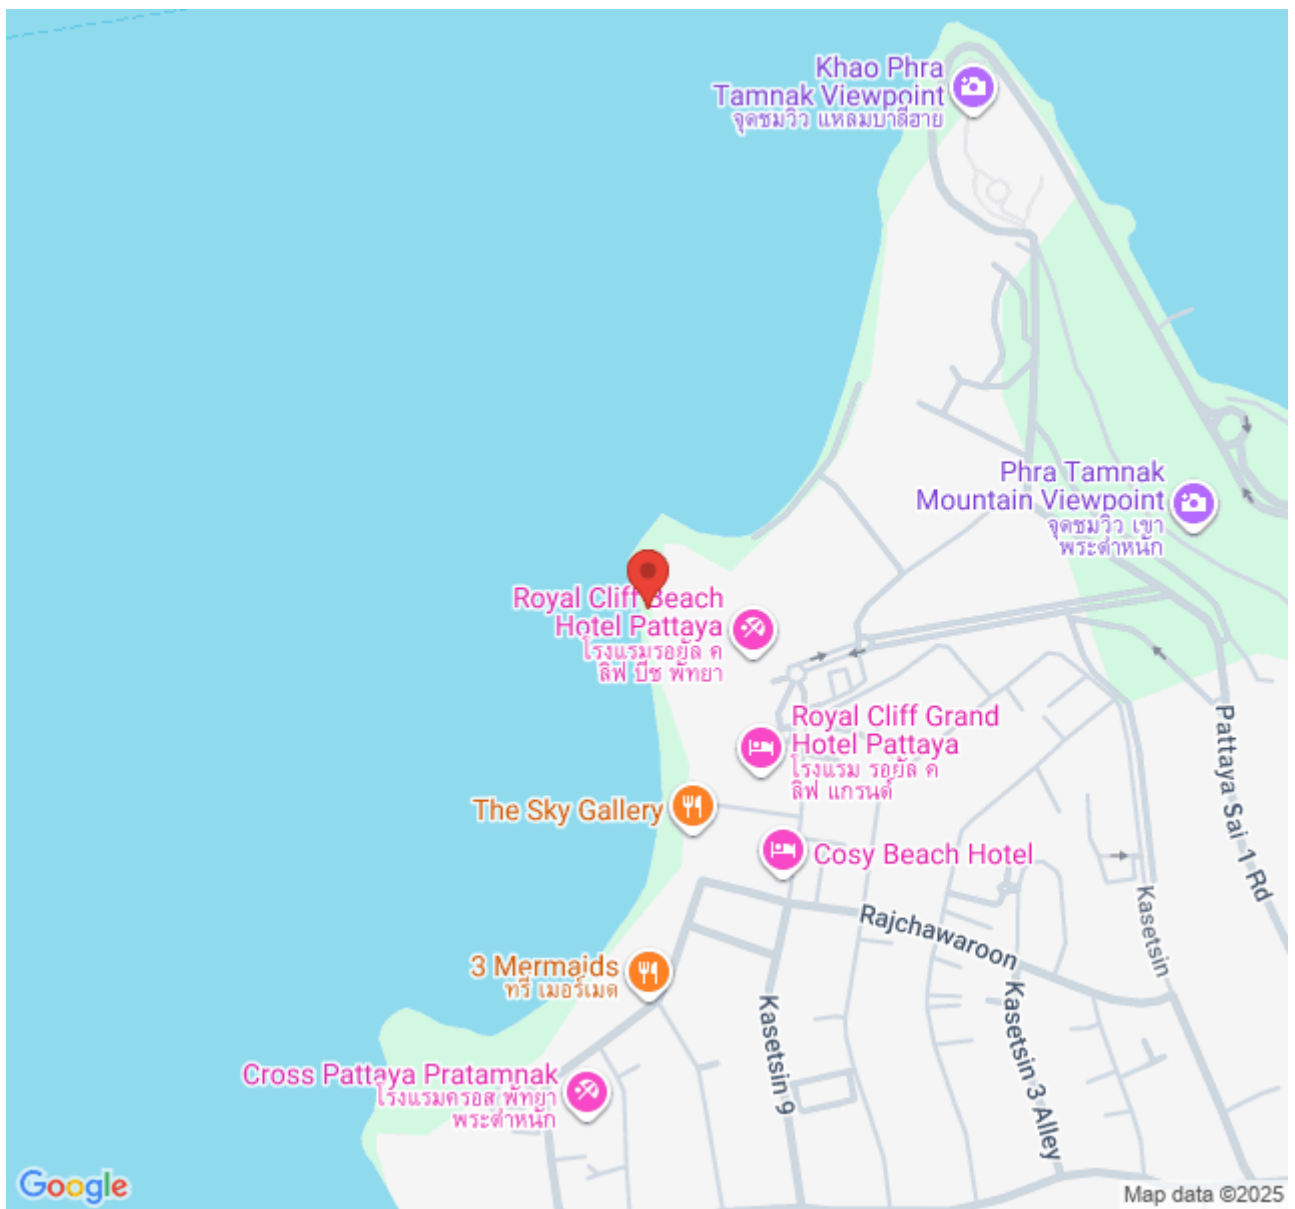 Khao Phra
Tamnak Viewpoint
จุดชมวิว แหลมบาลีฮาย
Phra Tamnak
Mountain Viewpoint
จุดชมวิว เขา
พระตำหนัก
Royal Cliff Beach
Hotel Pattaya
โรงแรมรอยัล ค
ลิฟ บีช พัทยา
Royal Cliff Grand
Hotel Pattaya
โรงแรม รอยัล ค
ลิฟ แกรนด์
Pattaya Sai 1 Rd
The Sky Gallery
Cosy Beach Hotel
Rajchawaroon
Kasetsin
3 Mermaids
ทรี เมอร์เมด
Kasetsin 9
Kasetsin 3 Alley
Cross Pattaya Pratamnak
โรงแรมครอส พัทยา
พระตำหนัก
Google
Map data ©2025